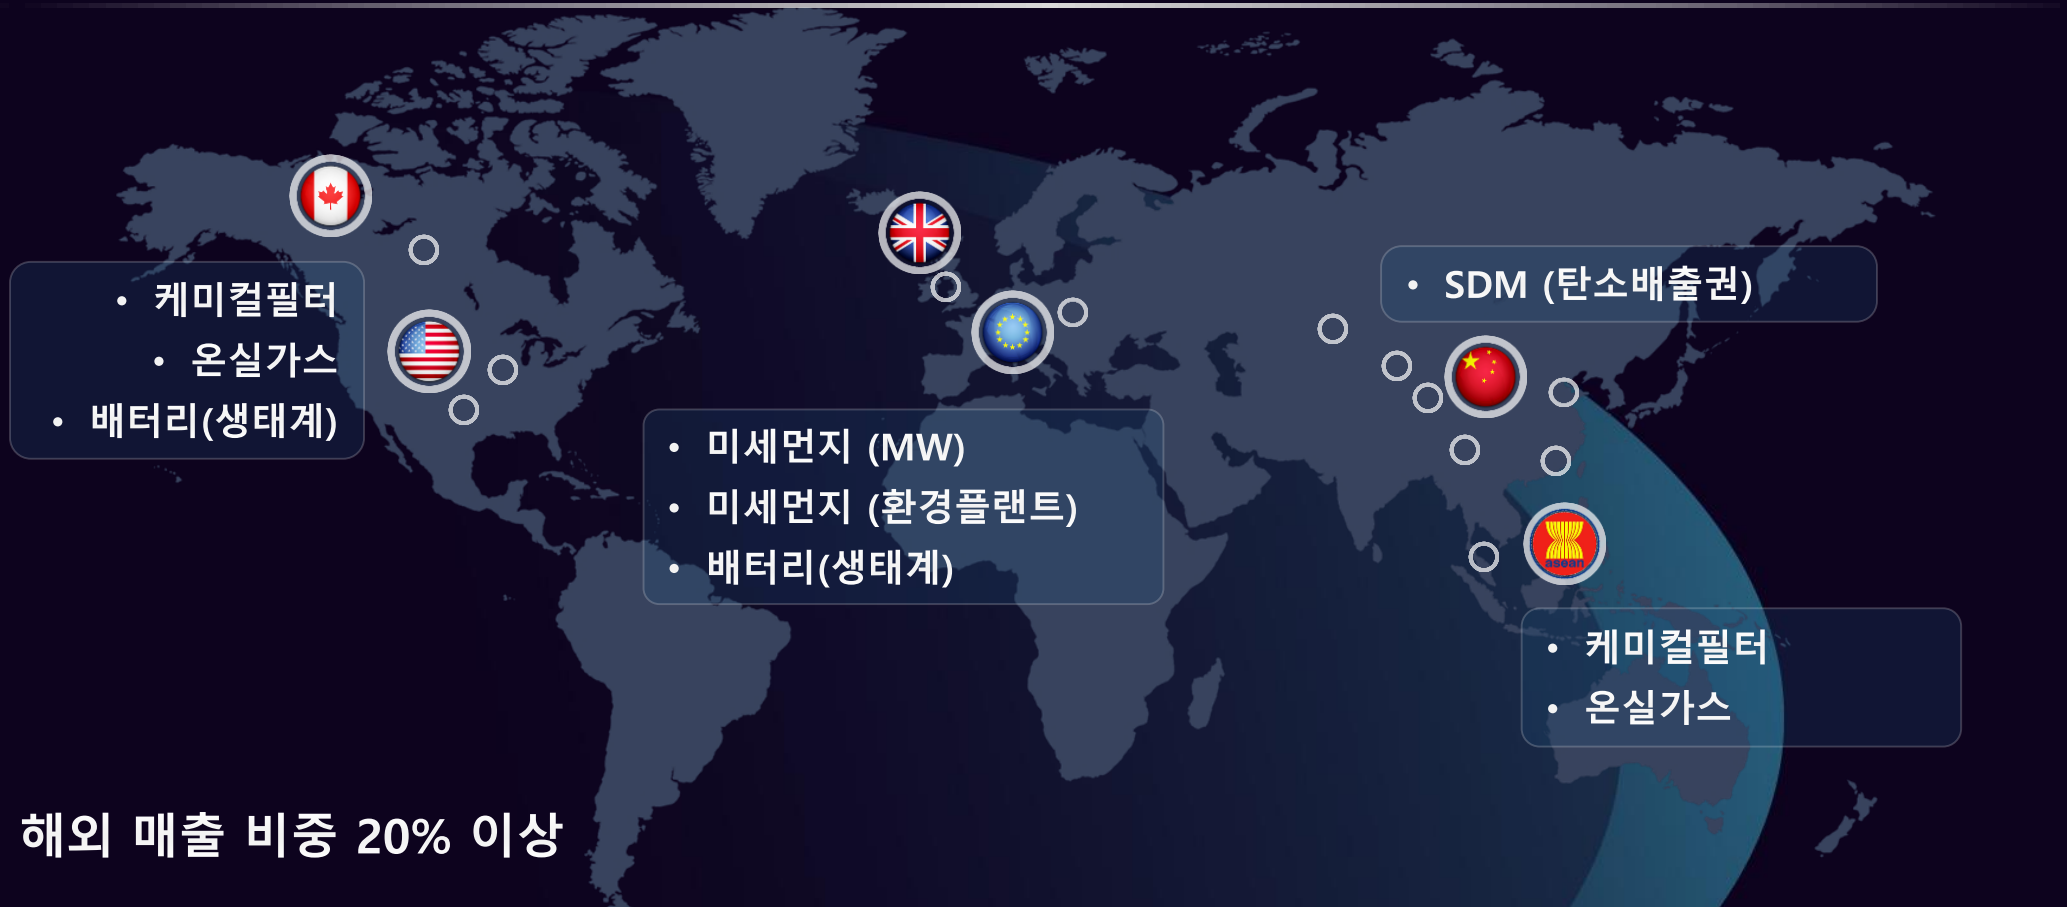 • 케미컬필터
• 온실가스
• 배터리(생태계)
• 미세먼지 (MW)
• 미세먼지 (환경플랜트)
• 배터리(생태계)
• SDM (탄소배출권)
asean
• 케미컬필터
• 온실가스
해외 매출 비중 20% 이상